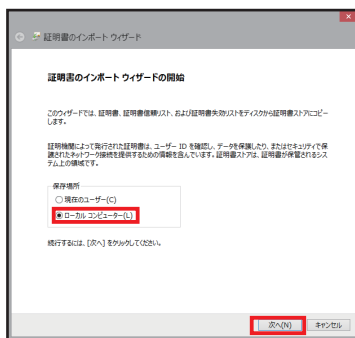 証明書のインポート ウィザード
証明書のインポート ウィザードの開始
このウィザードでは、証明書、証明書信頼リスト、および証明書失効リストをディスクから証明書ストアにコピー
します。
証明機関によって発行された証明書は、ユーザー ID を確認し、データを保護したり、またはセキュリティで保
護されたネットワーク接続を提供するための情報を含んでいます。証明書ストアは、証明書が保管されるシス
テム上の領域です。
保存場所
現在のユーザー(C)
ローカル コンピューター(L)
続行するには、[次へ] をクリックしてください。
次へ(N)
キャンセル